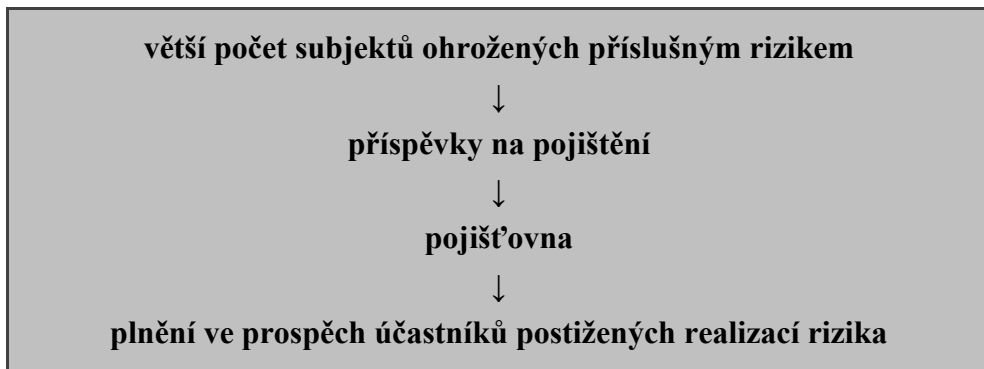 větší počet subjektů ohrožených příslušným rizikem
↓
příspěvky na pojištění
↓
pojišťovna
↓
plnění ve prospěch účastníků postižených realizací rizika